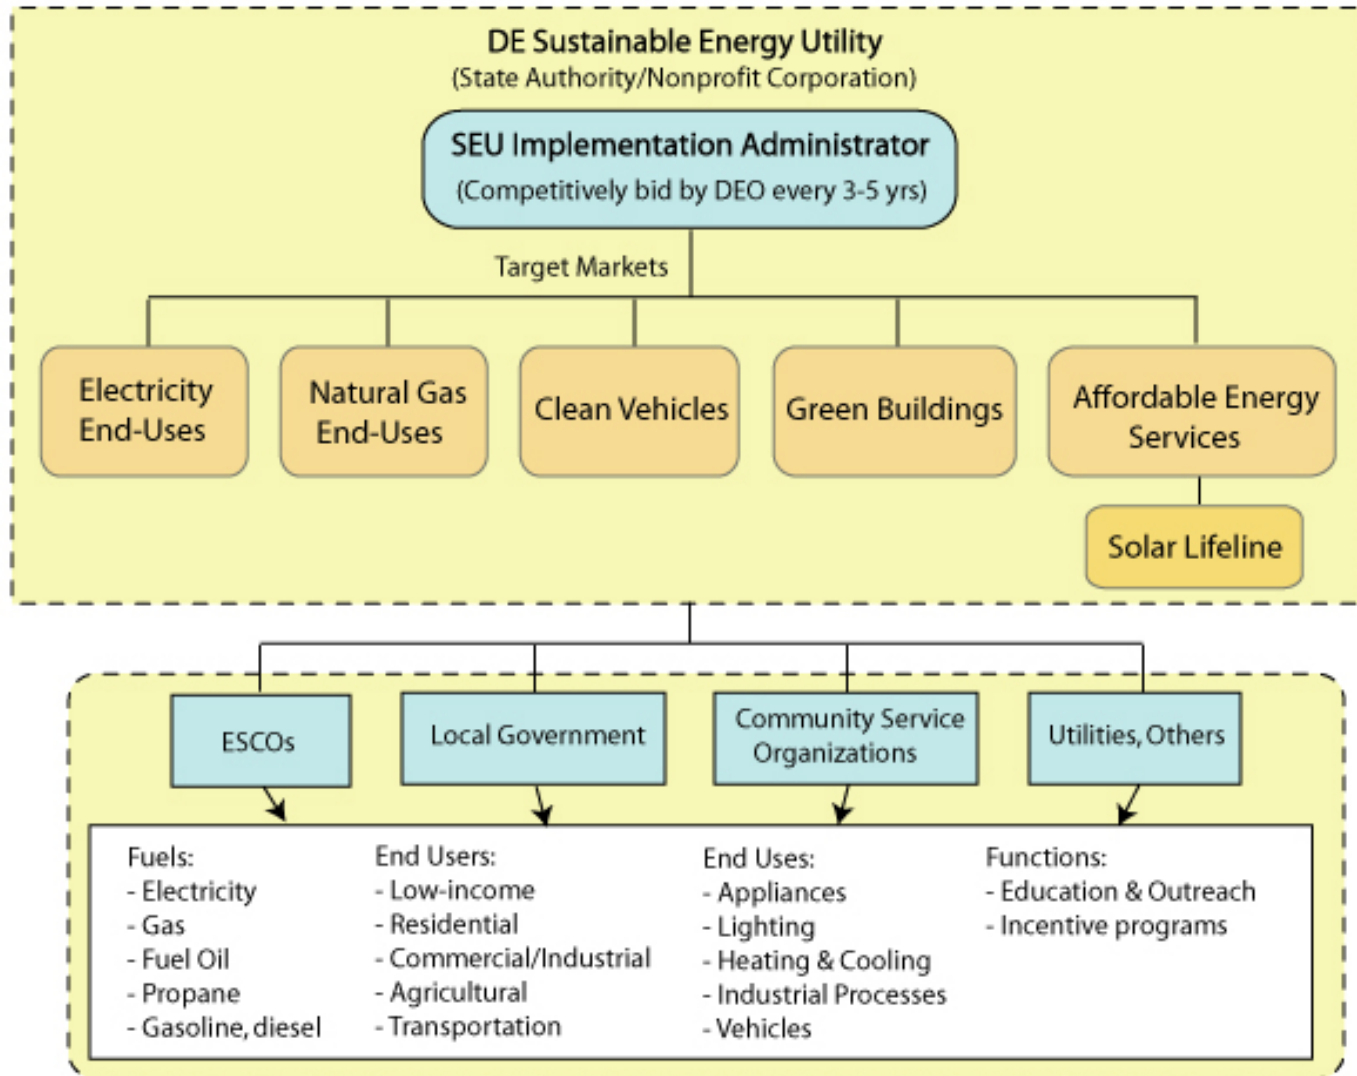 DE Sustainable Energy Utility
(State Authority/Nonprofit Corporation)
SEU Implementation Administrator
(Competitively bid by DEO every 3-5 yrs)
Target Markets
Electricity
End-Uses
Natural Gas
End-Uses
Clean Vehicles
Green Buildings
Affordable Energy
Services
Solar Lifeline
ESCOs
Local Government
Community Service
Organizations
Utilities, Others
Fuels:
- Electricity
- Gas
- Fuel Oil
- Propane
- Gasoline, diesel
End Users:
- Low-income
- Residential
- Commercial/Industrial
- Agricultural
- Transportation
End Uses:
- Appliances
- Lighting
- Heating & Cooling
- Industrial Processes
- Vehicles
Functions:
- Education & Outreach
- Incentive programs